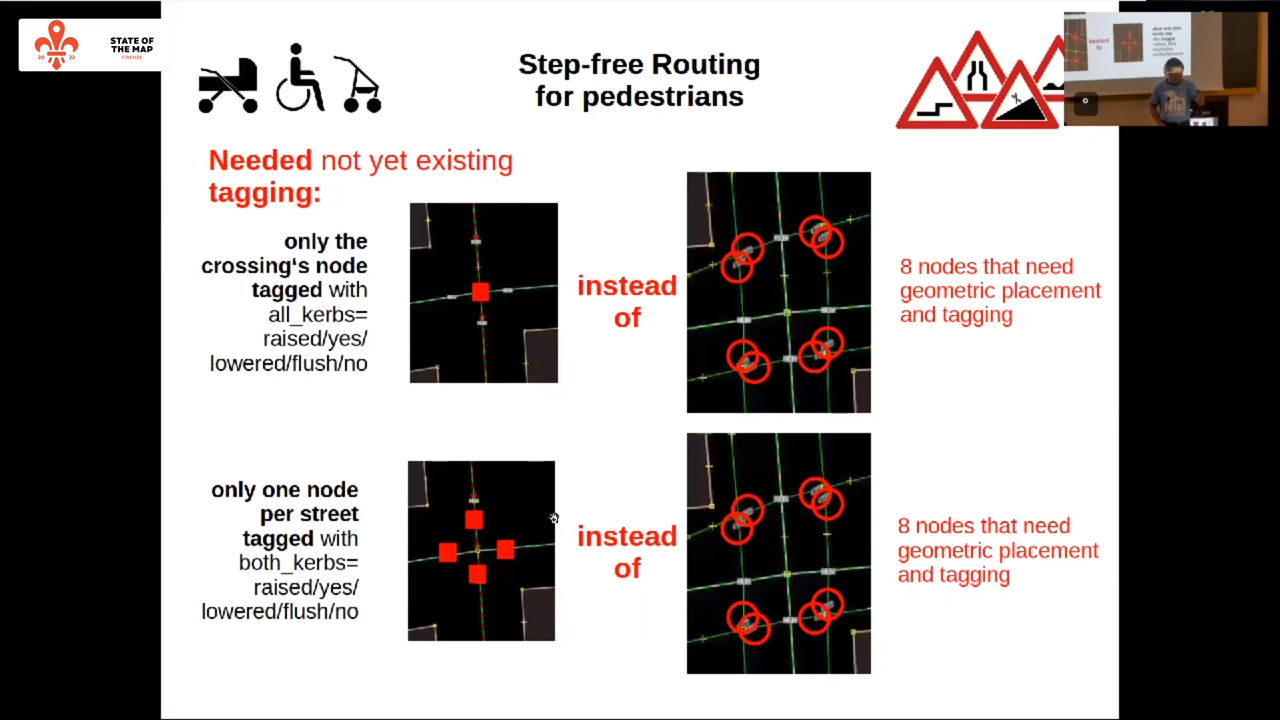 STATE OF
THE MAP
FIRENZE
20 22
Step-free Routing
for pedestrians
Needed not yet existing
tagging:
only the
crossing‘s node
tagged with
all_kerbs=
raised/yes/
lowered/flush/no
instead
of
8 nodes that need
geometric placement
and tagging
only one node
per street
tagged with
both_kerbs=
raised/yes/
lowered/flush/no
instead
of
8 nodes that need
geometric placement
and tagging